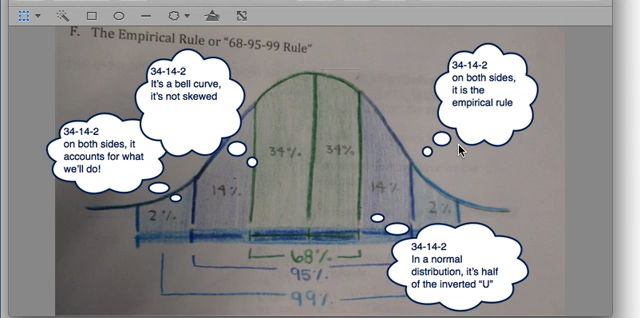 F. The Empirical Rule or "68-95-99 Rule"
34-14-2
It's a bell curve,
it's not skewed
34-14-2
on both sides,
it is the
empirical rule
34-14-2
on both sides, it
accounts for what
we'll do!
34%
34%
14%
14%
2%
2%
34-14-2
In a normal
distribution, it's half
of the inverted "U"
68%
95%
99%